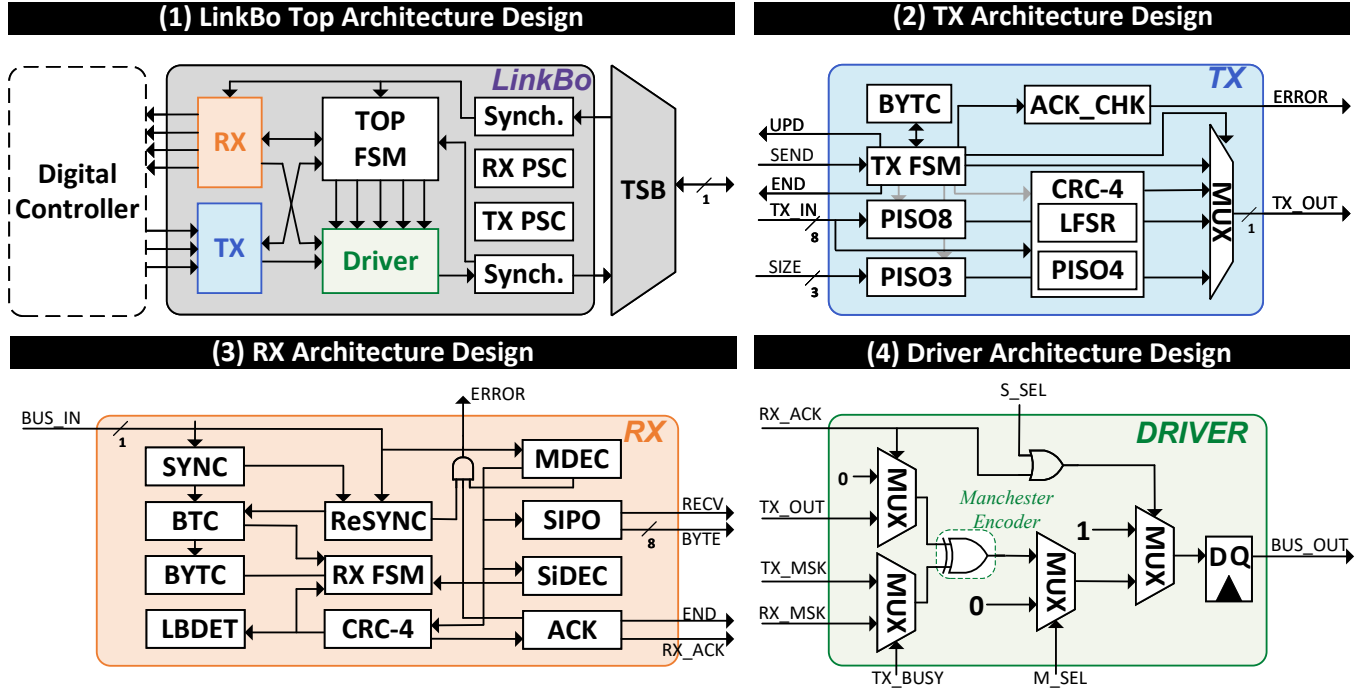 (1) LinkBo Top Architecture Design
LinkBo
Digital
Controller
RX
TX
TOP
FSM
Driver
Synch.
RX PSC
TX PSC
Synch.
TSB
1
(2) TX Architecture Design
TX
UPD
SEND
END
TX_IN
8
SIZE
3
BYTC
TX FSM
PISO8
PISO3
ACK_CHK
CRC-4
LFSR
PISO4
MUX
ERROR
1
TX_OUT
(3) RX Architecture Design
RX
BUS_IN
1
ERROR
SYNC
BTC
BYTC
LBDET
ReSYNC
RX FSM
CRC-4
MDEC
SIPO
SiDEC
ACK
RECV
8
BYTE
END
RX_ACK
(4) Driver Architecture Design
DRIVER
S_SEL
RX_ACK
0
TX_OUT
TX_MSK
RX_MSK
MUX
MUX
TX_BUSY
Manchester
Encoder
0
MUX
M_SEL
1
MUX
D Q
BUS_OUT